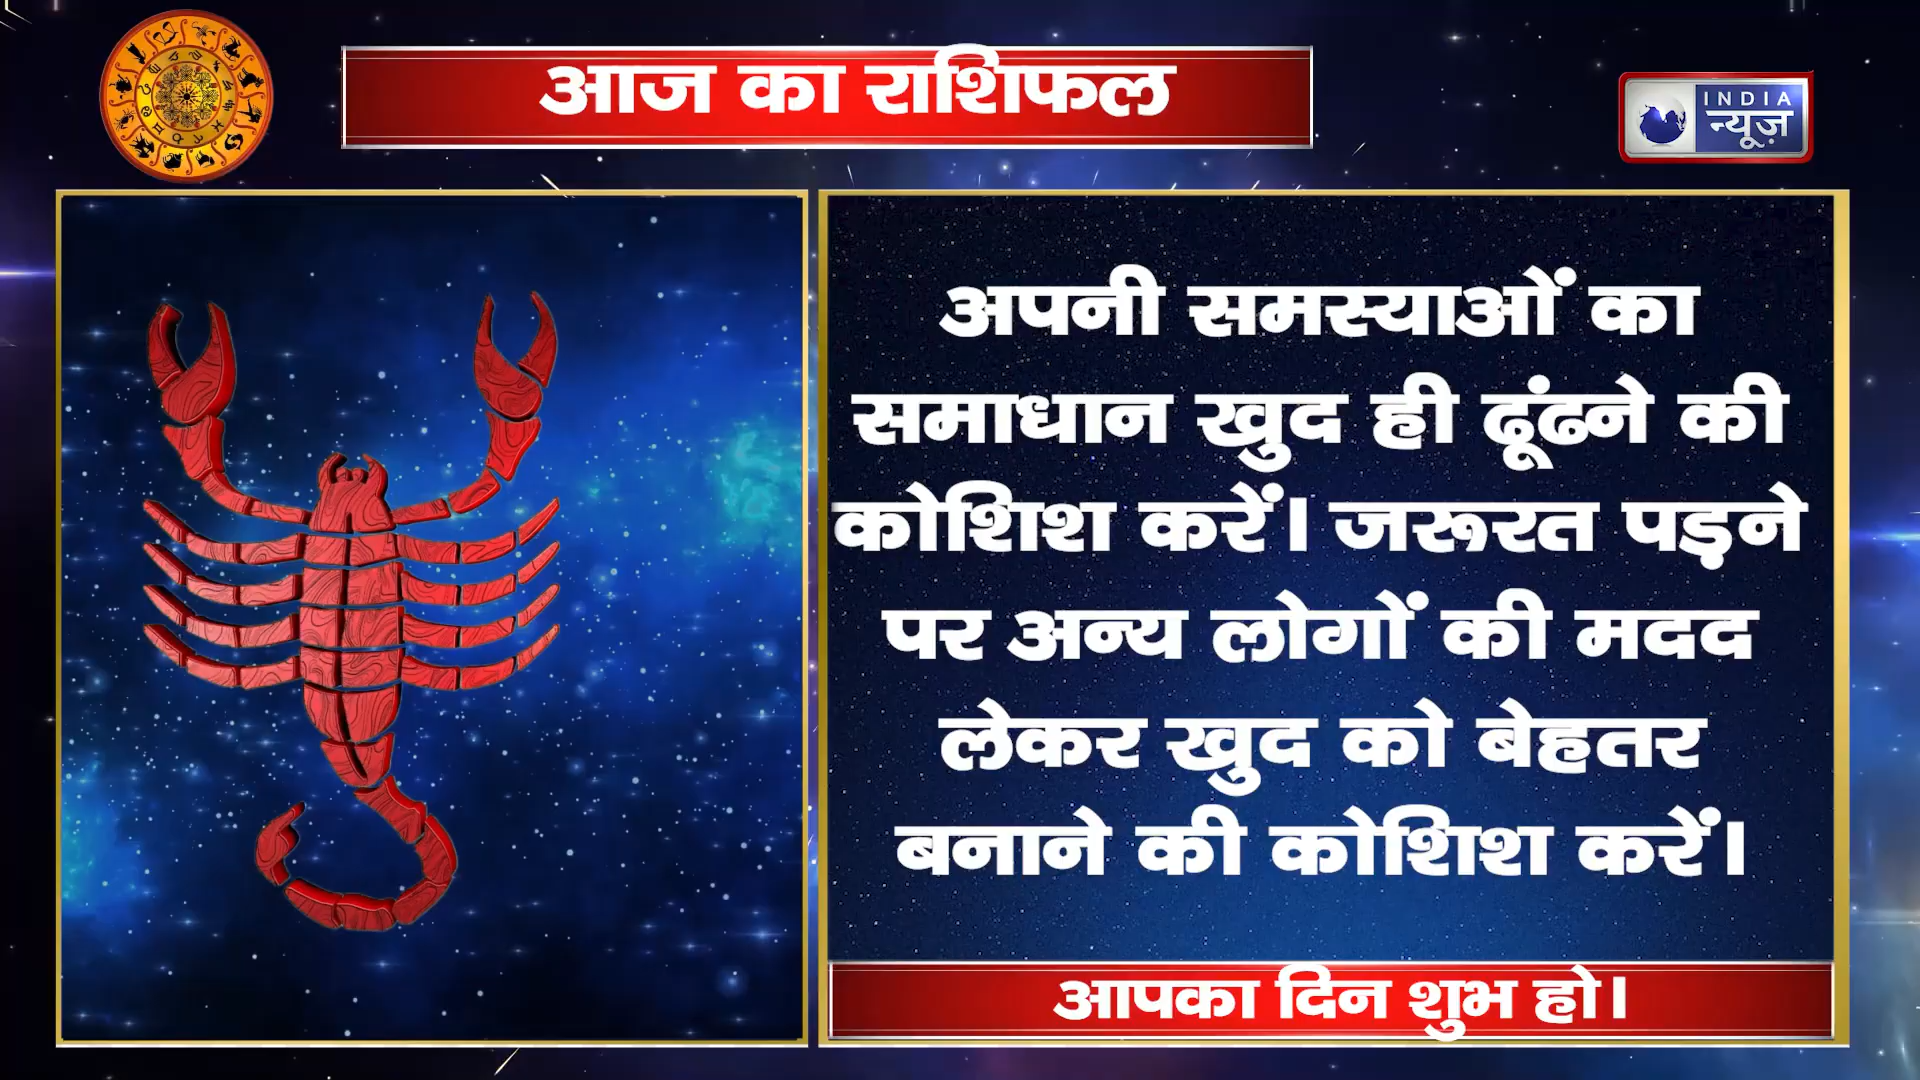 आज का राशिफल
INDIA
न्यूज़
अपनी समस्याओं का
समाधान खुद ही ढूंढने की
कोशिश करें। जरूरत पड़ने
पर अन्य लोगों की मदद
लेकर खुद को बेहतर
बनाने की कोशिश करें।
आपका दिन शुभ हो।